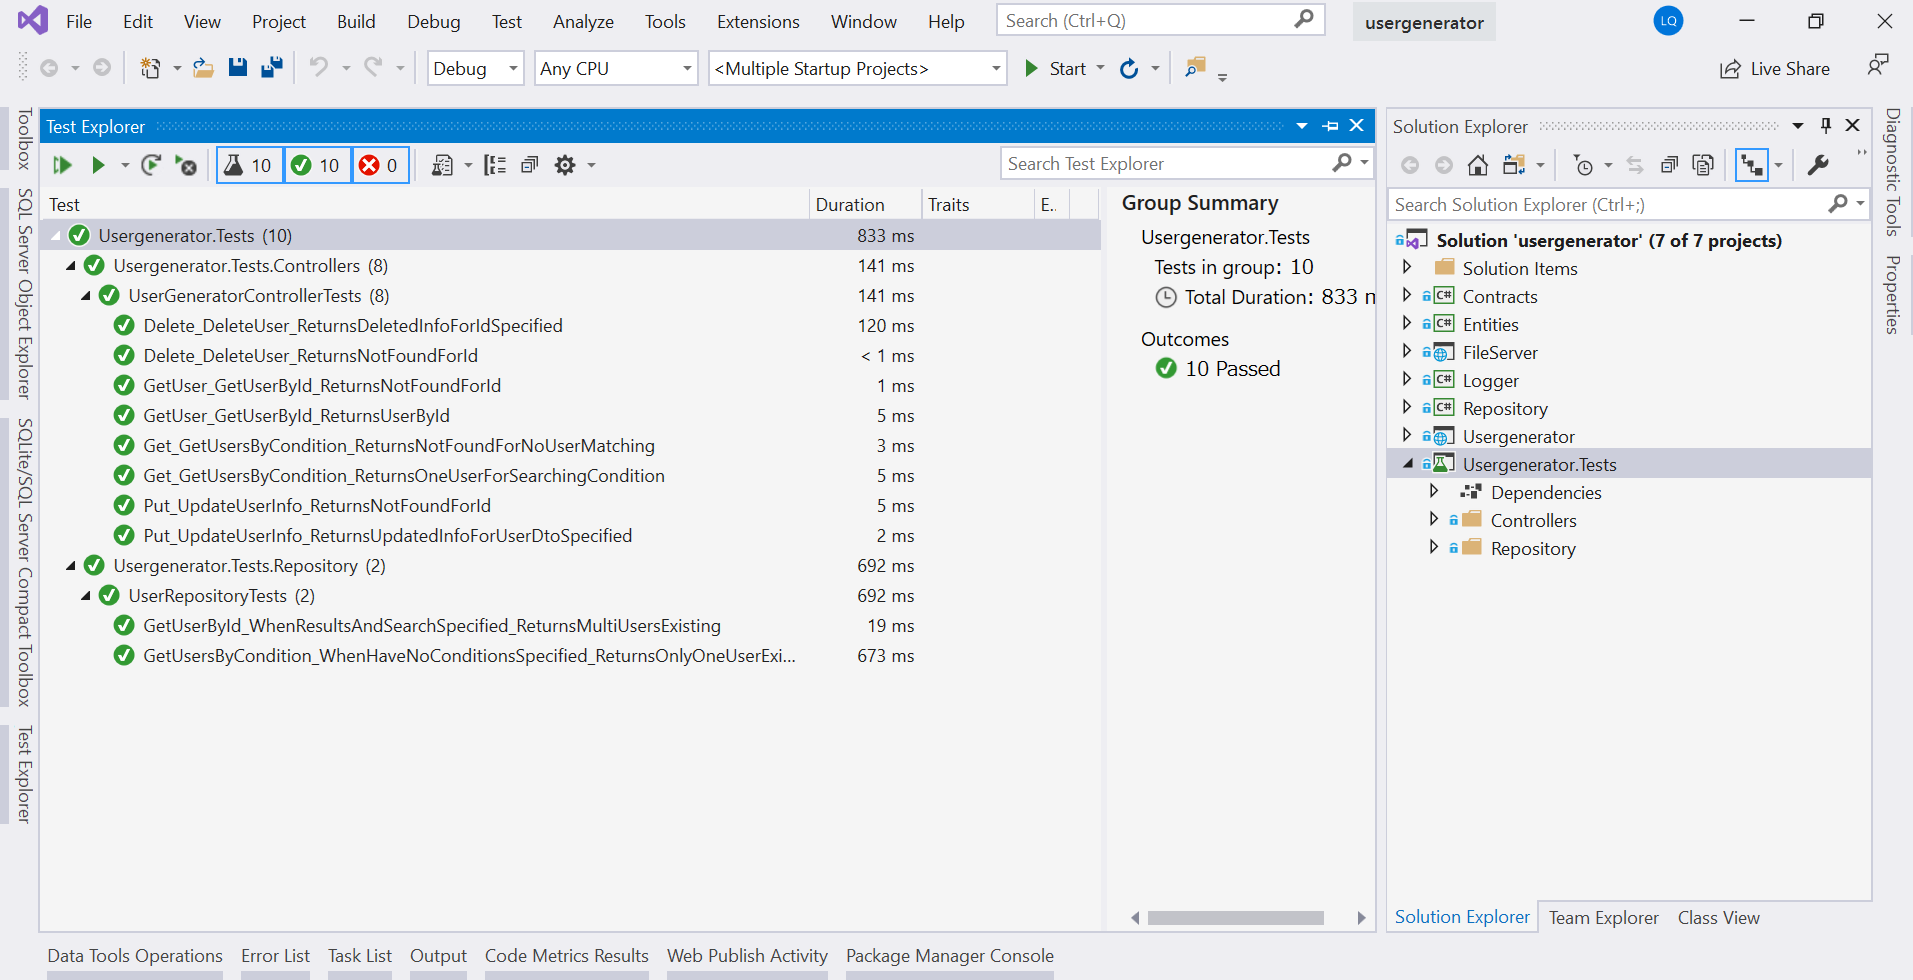 File Edit View Project Build Debug Test Analyze Tools Extensions Window Help Search (Ctrl+Q) usergenerator LQ
Debug Any CPU <Multiple Startup Projects> Start Live Share
Toolbox
SQL Server Object Explorer
SQLite/SQL Server Compact Toolbox
Test Explorer
Test Explorer
10 10 0 Search Test Explorer
Test Duration Traits E..
Usergenerator.Tests (10) 833 ms
Usergenerator.Tests.Controllers (8) 141 ms
UserGeneratorControllerTests (8) 141 ms
Delete_DeleteUser_ReturnsDeletedInfoForIdSpecified 120 ms
Delete_DeleteUser_ReturnsNotFoundForId < 1 ms
GetUser_GetUserById_ReturnsNotFoundForId 1 ms
GetUser_GetUserById_ReturnsUserById 5 ms
Get_GetUsersByCondition_ReturnsNotFoundForNoUserMatching 3 ms
Get_GetUsersByCondition_ReturnsOneUserForSearchingCondition 5 ms
Put_UpdateUserInfo_ReturnsNotFoundForId 5 ms
Put_UpdateUserInfo_ReturnsUpdatedInfoForUserDtoSpecified 2 ms
Usergenerator.Tests.Repository (2) 692 ms
UserRepositoryTests (2) 692 ms
GetUserById_WhenResultsAndSearchSpecified_ReturnsMultiUsersExisting 19 ms
GetUsersByCondition_WhenHaveNoConditionsSpecified_ReturnsOnlyOneUserExi... 673 ms
Group Summary
Usergenerator.Tests
Tests in group: 10
Total Duration: 833 m
Outcomes
10 Passed
Solution Explorer
Search Solution Explorer (Ctrl+;)
Solution 'usergenerator' (7 of 7 projects)
Solution Items
C# Contracts
C# Entities
FileServer
C# Logger
C# Repository
Usergenerator
Usergenerator.Tests
Dependencies
Controllers
Repository
Solution Explorer Team Explorer Class View
Diagnostic Tools
Properties
Data Tools Operations Error List Task List Output Code Metrics Results Web Publish Activity Package Manager Console